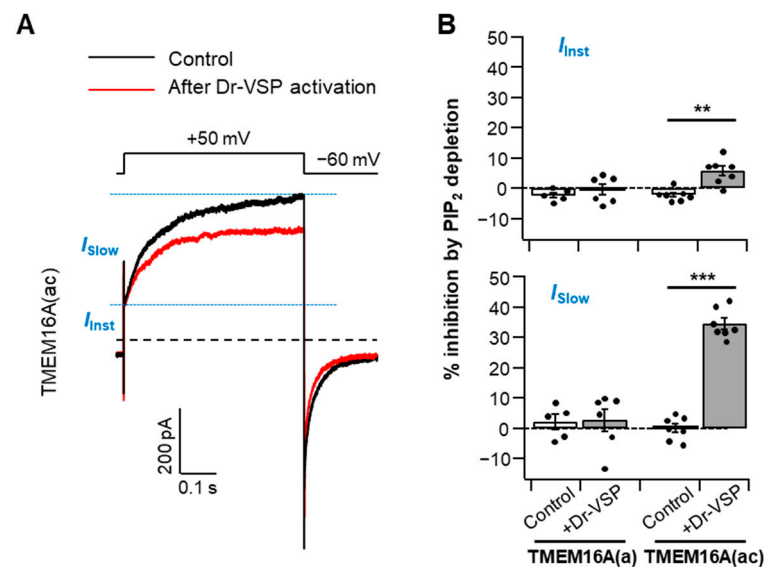 A
Control
After Dr-VSP activation
+50 mV
−60 mV
TMEM16A(ac)
ISlow
IInst
200 pA
0.1 s
B
% inhibition by PIP2 depletion
50
40
30
20
10
0
−10
IInst
**
50
40
30
20
10
0
−10
ISlow
***
Control
+Dr-VSP
Control
+Dr-VSP
TMEM16A(a)
TMEM16A(ac)